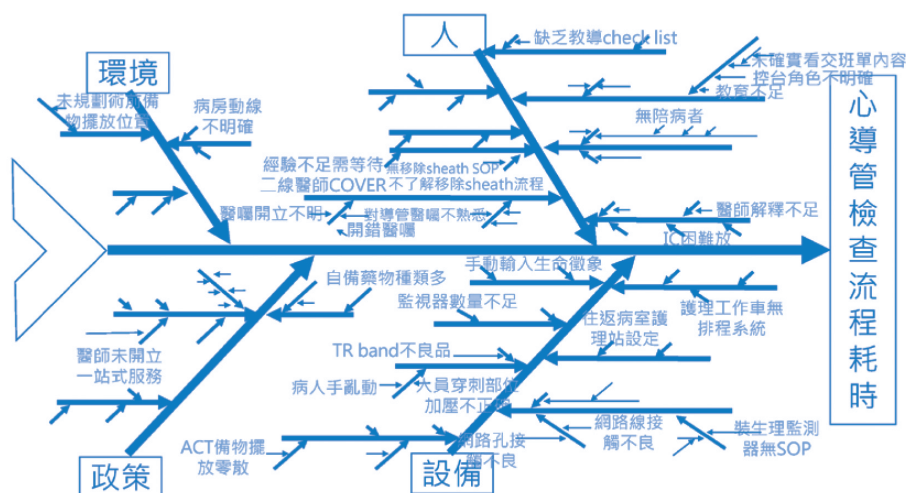 人
缺乏教導check list
環境
未確實看交班單內容
控台角色不明確
教育不足
未規劃術前備
物擺放位置
病房動線
不明確
無陪病者
經驗不足需等待
無移除sheath SOP
二線醫師COVER
不了解移除sheath流程
醫囑開立不明
對導管醫囑不熟悉
開錯醫囑
醫師解釋不足
IC困難放
心導管檢查流程耗時
手動輸入生命徵象
自備藥物種類多
監視器數量不足
往返病室護
理站設定
護理工作車無
排程系統
醫師未開立
一站式服務
TR band不良品
病人手亂動
人員穿刺部位
加壓不正確
ACT備物擺
放零散
網路孔接
觸不良
網路線接
觸不良
裝生理監測
器無SOP
政策
設備